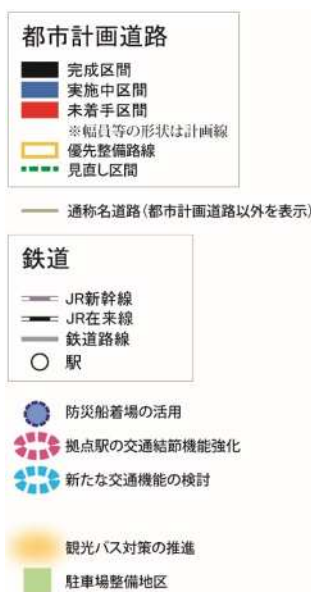 都市計画道路
完成区間
実施中区間
未着手区間
※幅員等の形状は計画線
優先整備路線
見直し区間
通称名道路(都市計画道路以外を表示)
鉄道
JR新幹線
JR在来線
鉄道路線
駅
防災船着場の活用
拠点駅の交通結節機能強化
新たな交通機能の検討
観光バス対策の推進
駐車場整備地区